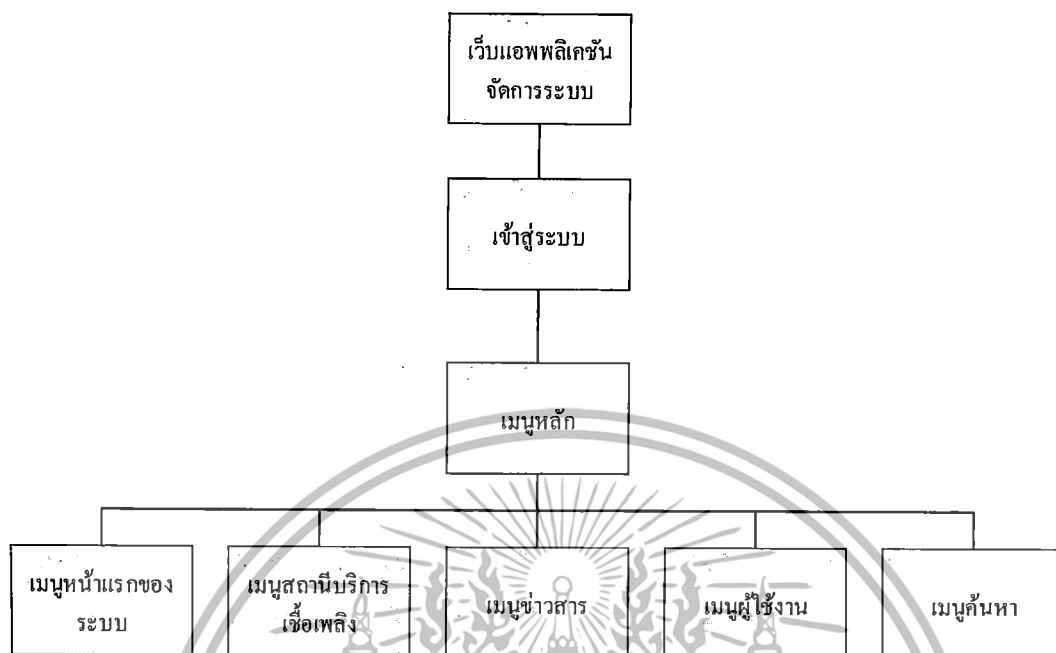 เว็บแอพพลิเคชัน
จัดการระบบ
เข้าสู่ระบบ
เมนูหลัก
เมนูหน้าแรกของ
ระบบ
เมนูสถานีบริการ
เชื้อเพลิง
เมนูข่าวสาร
เมนูผู้ใช้งาน
เมนูค้นหา